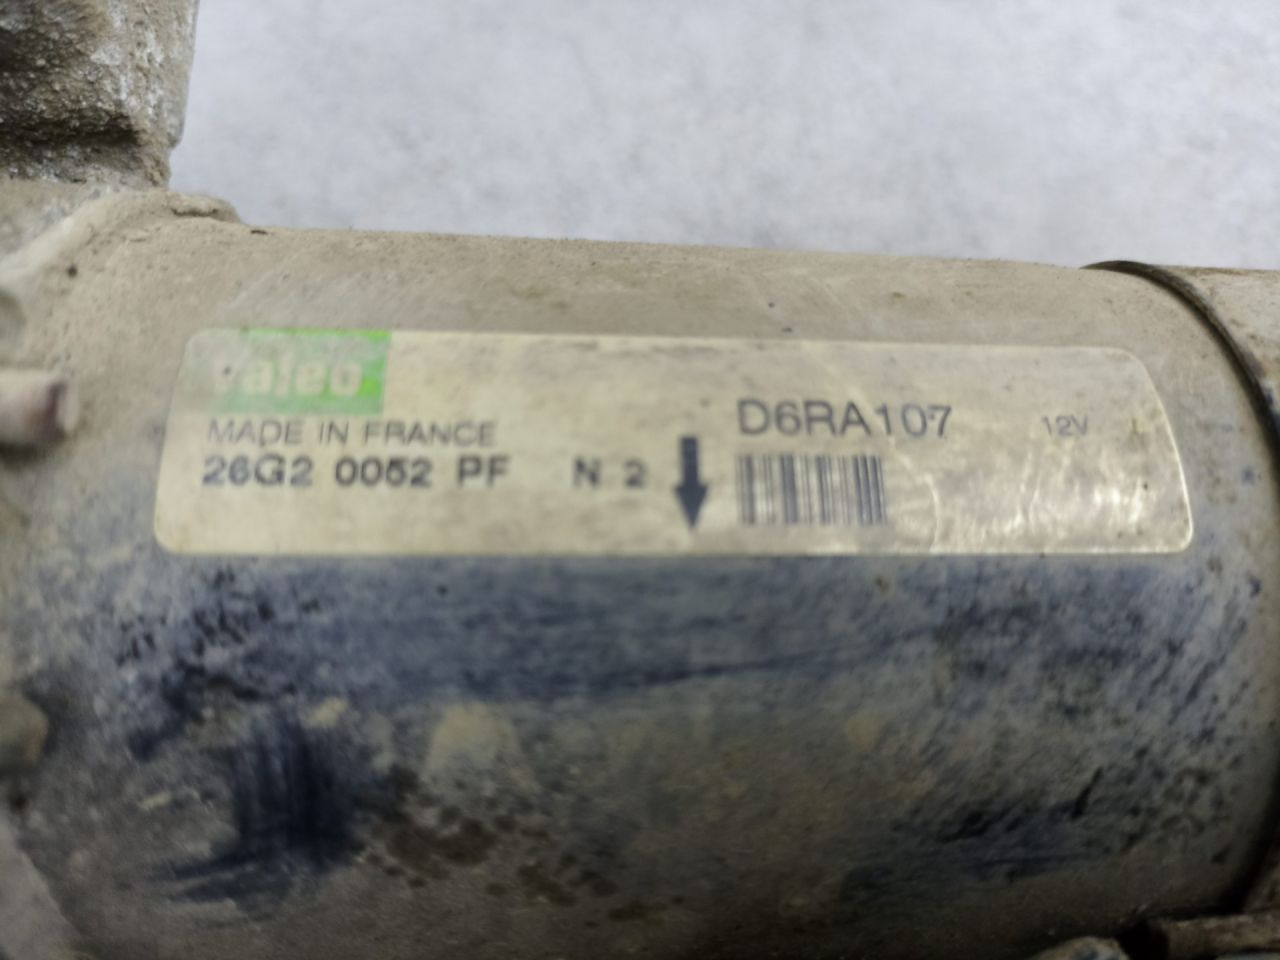 Valeo
MADE IN FRANCE
26G2 0052 PF N 2
D6RA107 12V